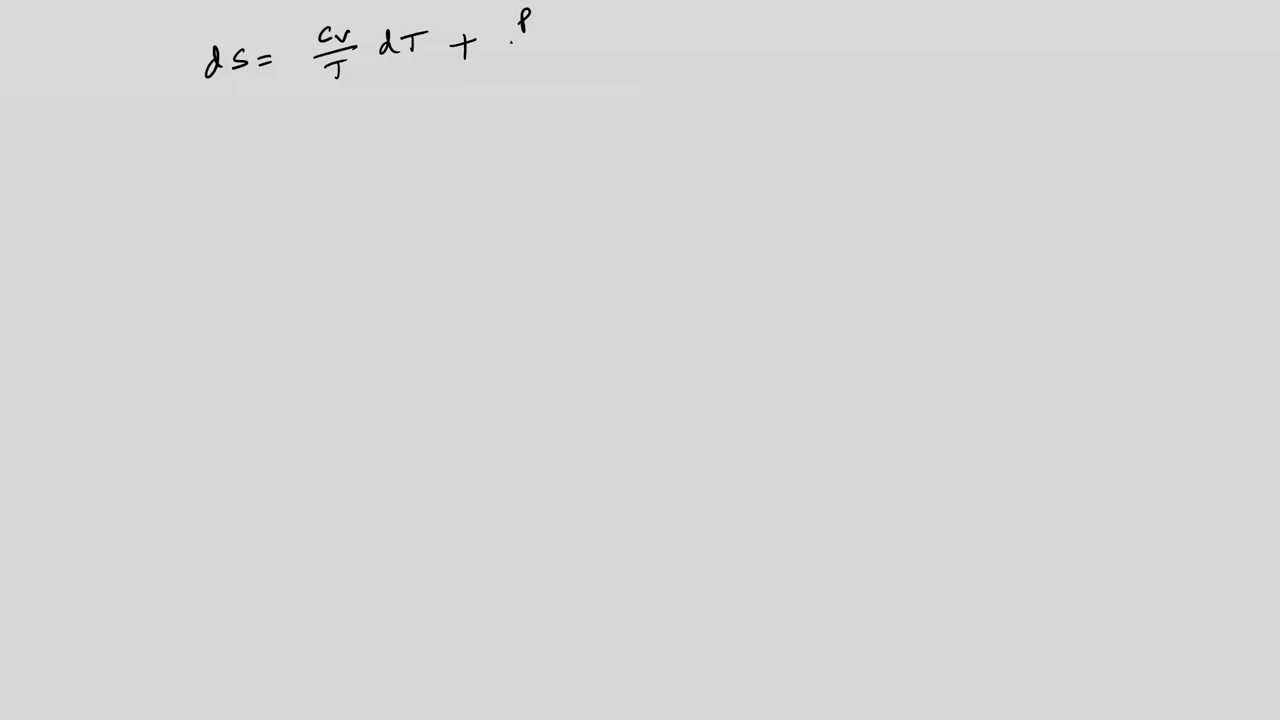 dS = Cv/T dT + P